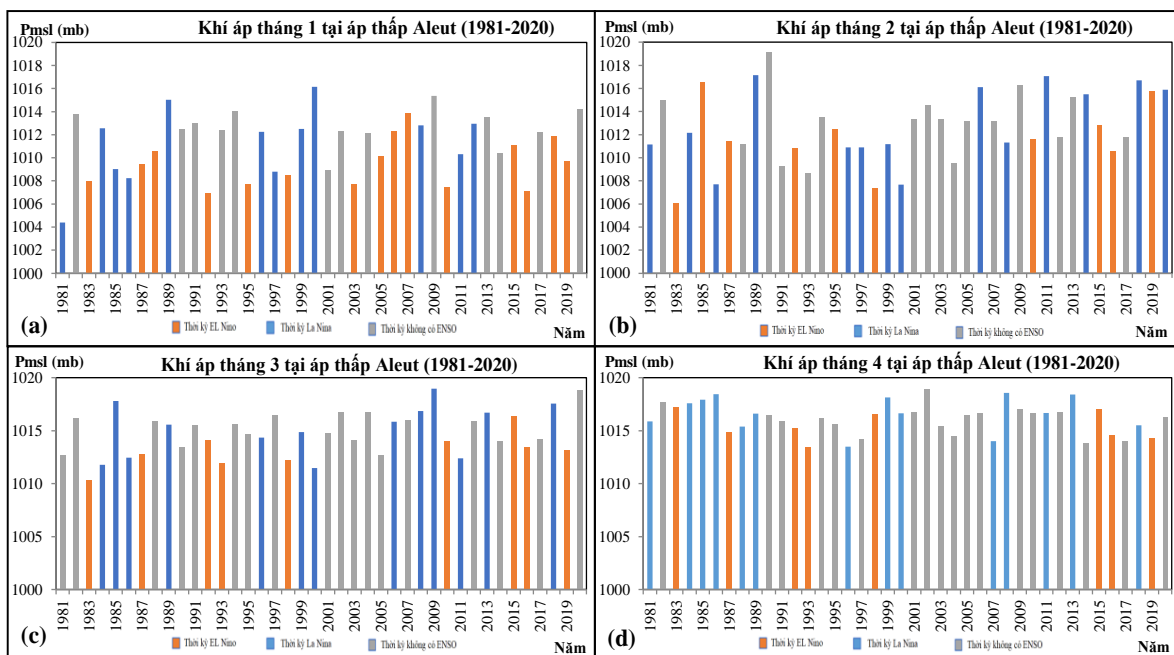 Khí áp tháng 1 tại áp thấp Aleut (1981-2020)
Pmsl (mb)
1020
1018
1016
1014
1012
1010
1008
1006
1004
1002
1000
1981 1983 1985 1987 1989 1991 1993 1995 1997 1999 2001 2003 2005 2007 2009 2011 2013 2015 2017 2019
(a)
Thời kỳ EL Nino Thời kỳ La Nina Thời kỳ không có ENSO
Năm
Khí áp tháng 2 tại áp thấp Aleut (1981-2020)
Pmsl (mb)
1020
1018
1016
1014
1012
1010
1008
1006
1004
1002
1000
1981 1983 1985 1987 1989 1991 1993 1995 1997 1999 2001 2003 2005 2007 2009 2011 2013 2015 2017 2019
(b)
Thời kỳ EL Nino Thời kỳ La Nina Thời kỳ không có ENSO
Năm
Khí áp tháng 3 tại áp thấp Aleut (1981-2020)
Pmsl (mb)
1020
1015
1010
1005
1000
1981 1983 1985 1987 1989 1991 1993 1995 1997 1999 2001 2003 2005 2007 2009 2011 2013 2015 2017 2019
(c)
Thời kỳ EL Nino Thời kỳ La Nina Thời kỳ không có ENSO
Năm
Khí áp tháng 4 tại áp thấp Aleut (1981-2020)
Pmsl (mb)
1020
1015
1010
1005
1000
1981 1983 1985 1987 1989 1991 1993 1995 1997 1999 2001 2003 2005 2007 2009 2011 2013 2015 2017 2019
(d)
Thời kỳ EL Nino Thời kỳ La Nina Thời kỳ không có ENSO
Năm